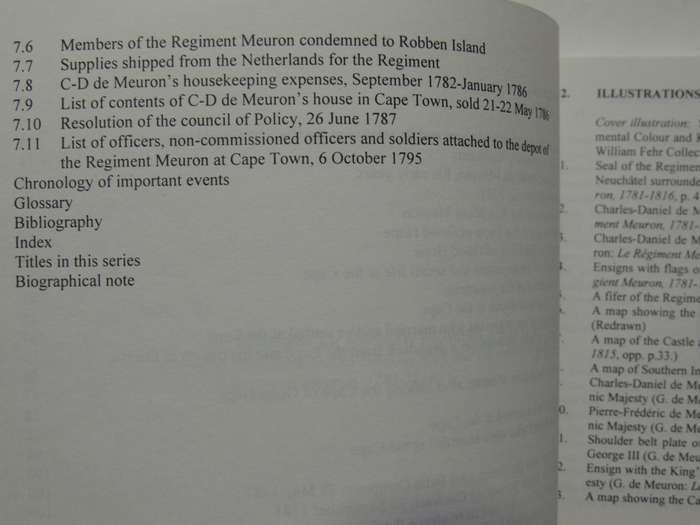 7.6 Members of the Regiment Meuron condemned to Robben Island
7.7 Supplies shipped from the Netherlands for the Regiment
7.8 C-D de Meuron's housekeeping expenses, September 1782-January 1786
7.9 List of contents of C-D de Meuron's house in Cape Town, sold 21-22 May 1786
7.10 Resolution of the council of Policy, 26 June 1787
7.11 List of officers, non-commissioned officers and soldiers attached to the depot of
the Regiment Meuron at Cape Town, 6 October 1795
Chronology of important events
Glossary
Bibliography
Index
Titles in this series
Biographical note
2. ILLUSTRATIONS
Cover illustration:
mental Colour and
William Fehr Collec
1. Seal of the Regimen
Neuchâtel surrounde
ron, 1781-1816, p. 4
2. Charles-Daniel de M
ment Meuron, 1781-
3. Charles-Daniel de M
ron: Le Régiment Me
4. Ensigns with flags o
giment Meuron, 1781-
A fifer of the Regime
A map showing the
(Redrawn)
A map of the Castle
1815, opp. p.33.)
A map of Southern In
Charles-Daniel de Me
nic Majesty (G. de Me
0. Pierre-Frédéric de Me
nic Majesty (G. de Me
1. Shoulder belt plate of
George III (G. de Meu
2. Ensign with the King'
esty (G. de Meuron: Le
3. A map showing the Ca